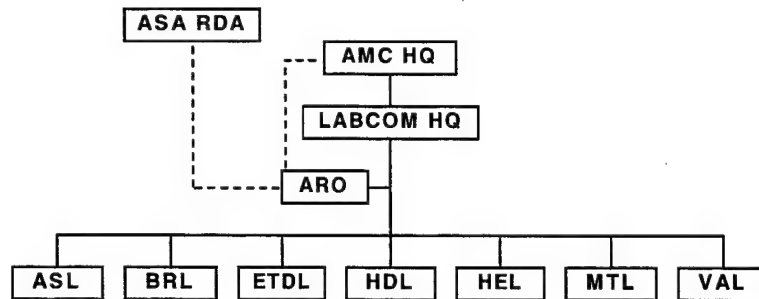 ASA RDA
AMC HQ
LABCOM HQ
ARO
ASL
BRL
ETDL
HDL
HEL
MTL
VAL